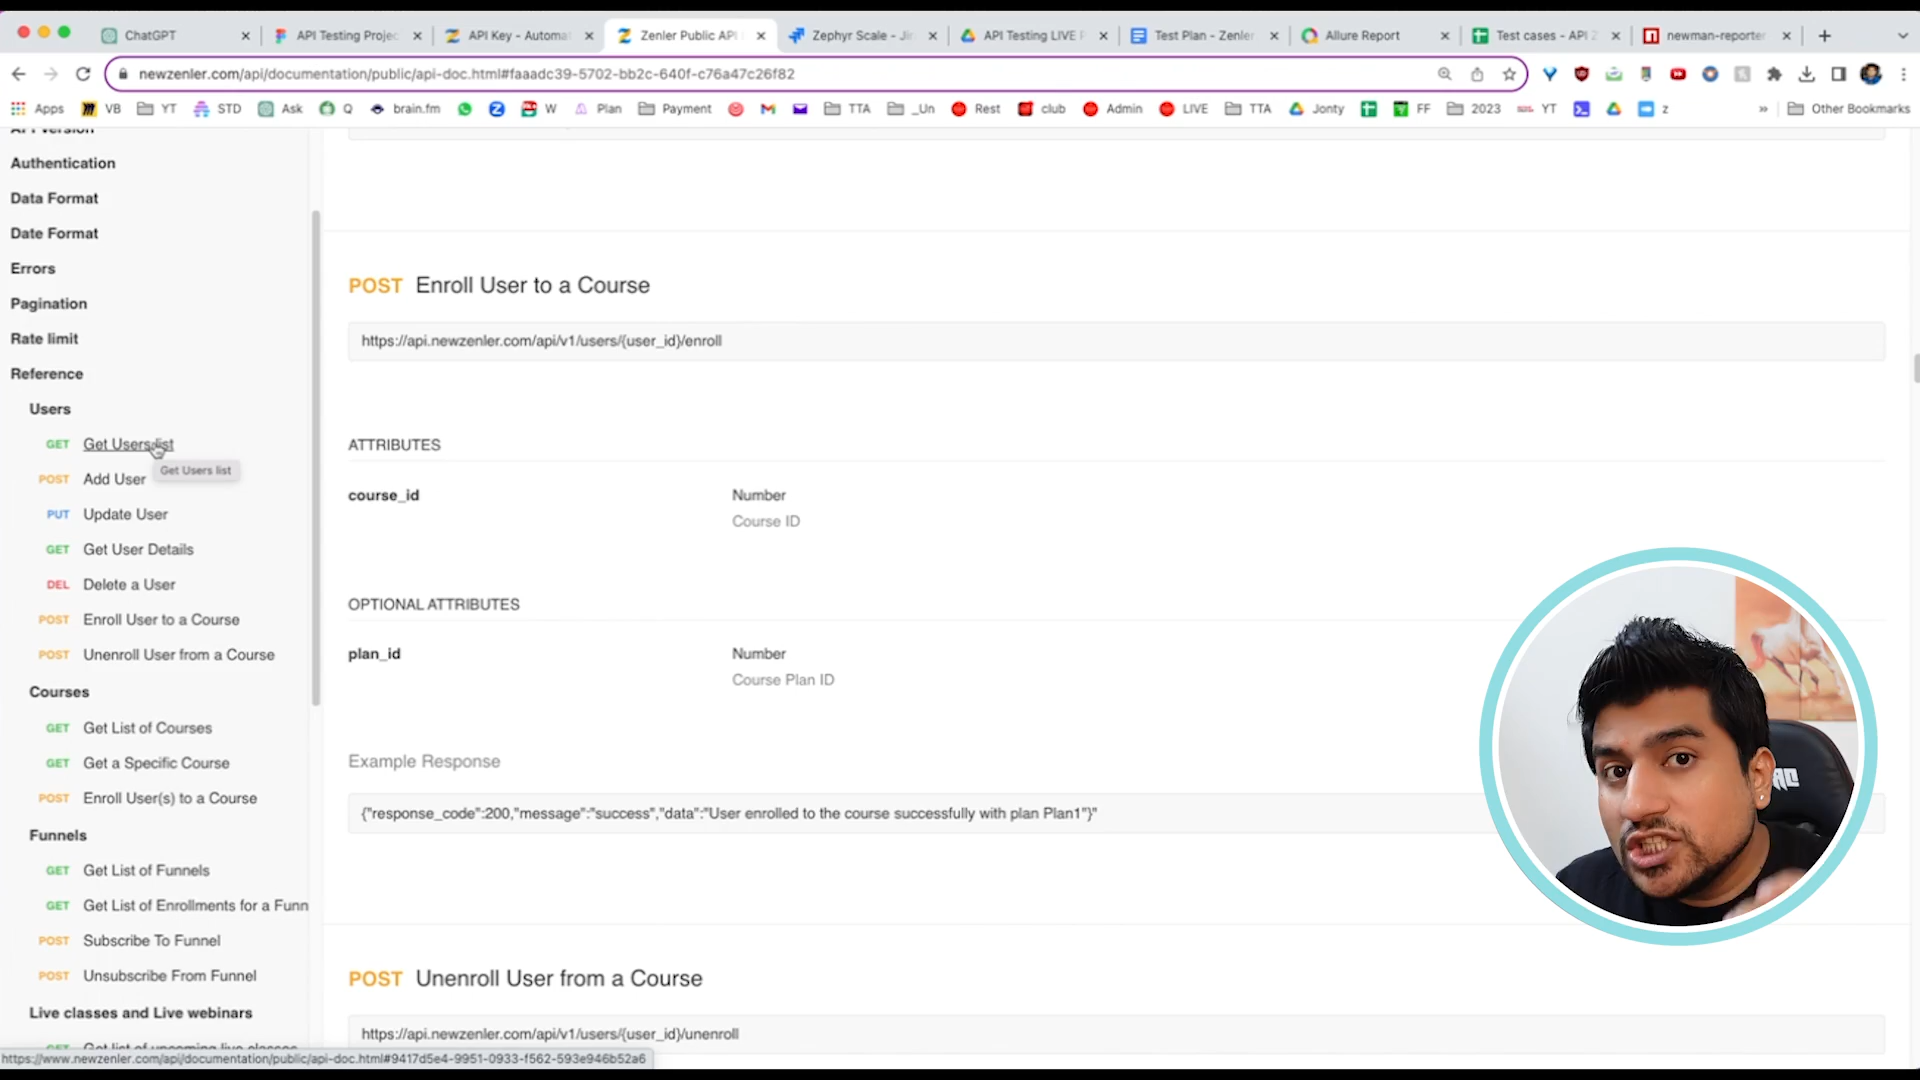 ChatGPT
API Testing Projec
API Key - Automa
Zenler Public API
Zephyr Scale - Jir
API Testing LIVE P
Test Plan - Zenler
Allure Report
Test cases - API Z
newman-reporter
newzenler.com/api/documentation/public/api-doc.html#faaadc39-5702-bb2c-640f-c76a47c26f82
Apps
VB
YT
STD
Ask
Q
brain.fm
W
Plan
Payment
TTA
_Un
Rest
club
Admin
LIVE
TTA
Jonty
FF
2023
YT
z
Other Bookmarks
API Version
Authentication
Data Format
Date Format
Errors
Pagination
Rate limit
Reference
Users
GET Get Users list
Get Users list
POST Add User
PUT Update User
GET Get User Details
DEL Delete a User
POST Enroll User to a Course
POST Unenroll User from a Course
Courses
GET Get List of Courses
GET Get a Specific Course
POST Enroll User(s) to a Course
Funnels
GET Get List of Funnels
GET Get List of Enrollments for a Funn
POST Subscribe To Funnel
POST Unsubscribe From Funnel
Live classes and Live webinars
GET Get list of upcoming live classes
https://www.newzenler.com/api/documentation/public/api-doc.html#9417d5e4-9951-0933-f562-593e946b52a6
POST Enroll User to a Course
https://api.newzenler.com/api/v1/users/{user_id}/enroll
ATTRIBUTES
course_id Number
Course ID
OPTIONAL ATTRIBUTES
plan_id Number
Course Plan ID
Example Response
{"response_code":200,"message":"success","data":"User enrolled to the course successfully with plan Plan1"}"
POST Unenroll User from a Course
https://api.newzenler.com/api/v1/users/{user_id}/unenroll